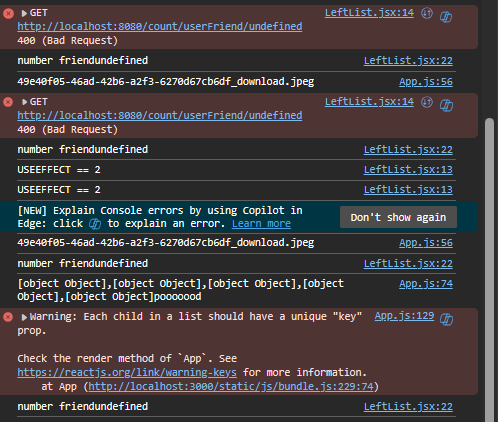 GET LeftList.jsx:14
http://localhost:8080/count/userFriend/undefined
400 (Bad Request)
number friendundefined LeftList.jsx:22
49e40f05-46ad-42b6-a2f3-6270d67cb6df_download.jpeg App.js:56
GET LeftList.jsx:14
http://localhost:8080/count/userFriend/undefined
400 (Bad Request)
number friendundefined LeftList.jsx:22
USEEFFECT == 2 LeftList.jsx:13
USEEFFECT == 2 LeftList.jsx:13
[NEW] Explain Console errors by using Copilot in Don't show again
Edge: click to explain an error. Learn more
49e40f05-46ad-42b6-a2f3-6270d67cb6df_download.jpeg App.js:56
number friendundefined LeftList.jsx:22
[object Object],[object Object],[object Object],[object App.js:74
Object],[object Object]pooooood
Warning: Each child in a list should have a unique "key" App.js:129
prop.
Check the render method of `App`. See
https://reactjs.org/link/warning-keys for more information.
at App (http://localhost:3000/static/js/bundle.js:229:74)
number friendundefined LeftList.jsx:22